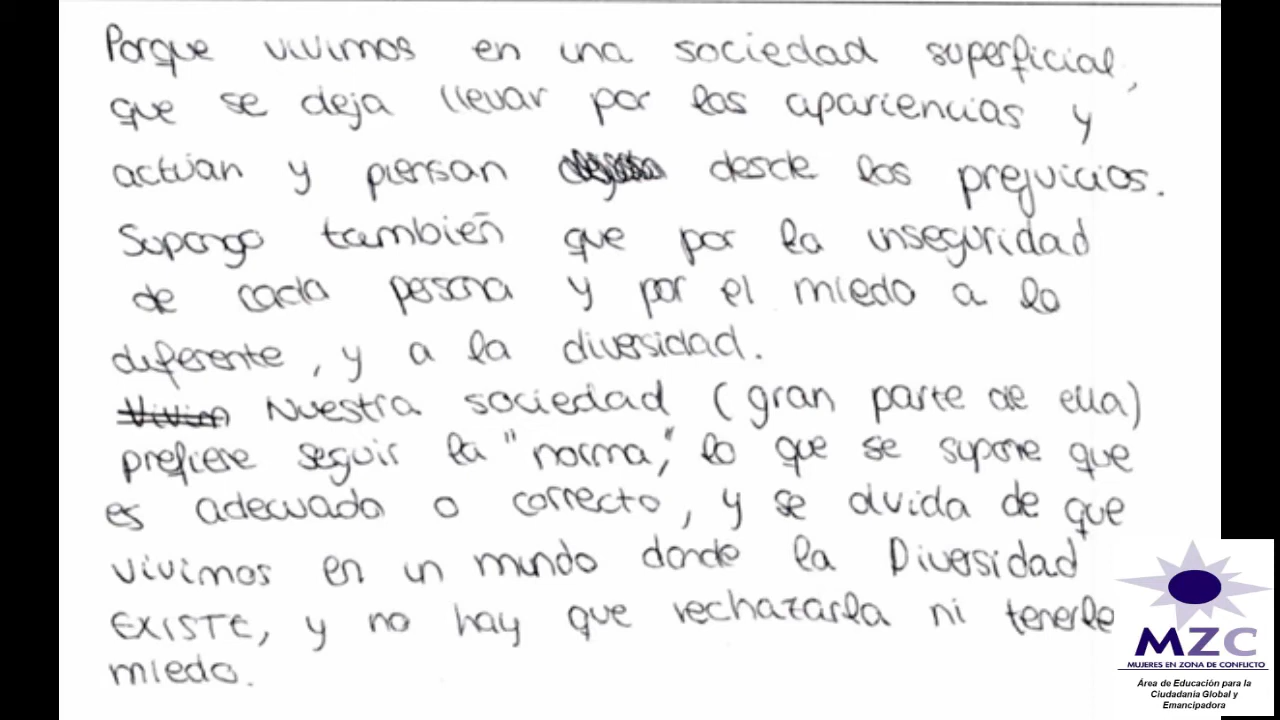 Porque vivimos en una sociedad superficial,
que se deja llevar por las apariencias y
actúan y piensan desde los prejuicios.
Supongo también que por la inseguridad
de cada persona y por el miedo a lo
diferente, y a la diversidad.
Vivim Nuestra sociedad (gran parte de ella)
prefiere seguir la "norma," lo que se supone que
es adecuado o correcto, y se olvida de que
vivimos en un mundo donde la Diversidad
EXISTE, y no hay que rechazarla ni tenerle
miedo.
MZC
MUJERES EN ZONA DE CONFLICTO
Área de Educación para la
Ciudadanía Global y
Emancipadora